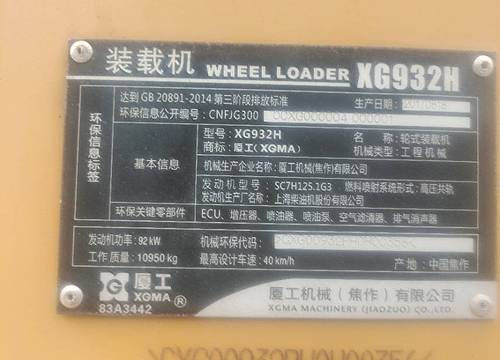 装载机 WHEEL LOADER XG932H
环保信息标签
达到 GB 20891-2014 第三阶段排放标准
生产日期:
环保信息公开编号: CNFJG300
基本信息
型号: XG932H
名称: 轮式装载机
商标: 厦工(XGMA)
机械类型: 工程机械
机械生产企业名称: 厦工机械(焦作)有限公司
发动机型号: SC7H125.1G3 燃料喷射系统形式: 高压共轨
发动机生产厂名称: 上海柴油机股份有限公司
环保关键零部件
ECU、增压器、喷油器、喷油泵、空气滤清器、排气消声器
发动机功率: 92 kW
机械环保代码:
工作质量: 10950 kg
最高设计车速: 40 km/h
产地: 中国焦作
厦工
XGMA ®
83A3442
厦工机械(焦作)有限公司
XGMA MACHINERY (JIAOZUO) CO., LT